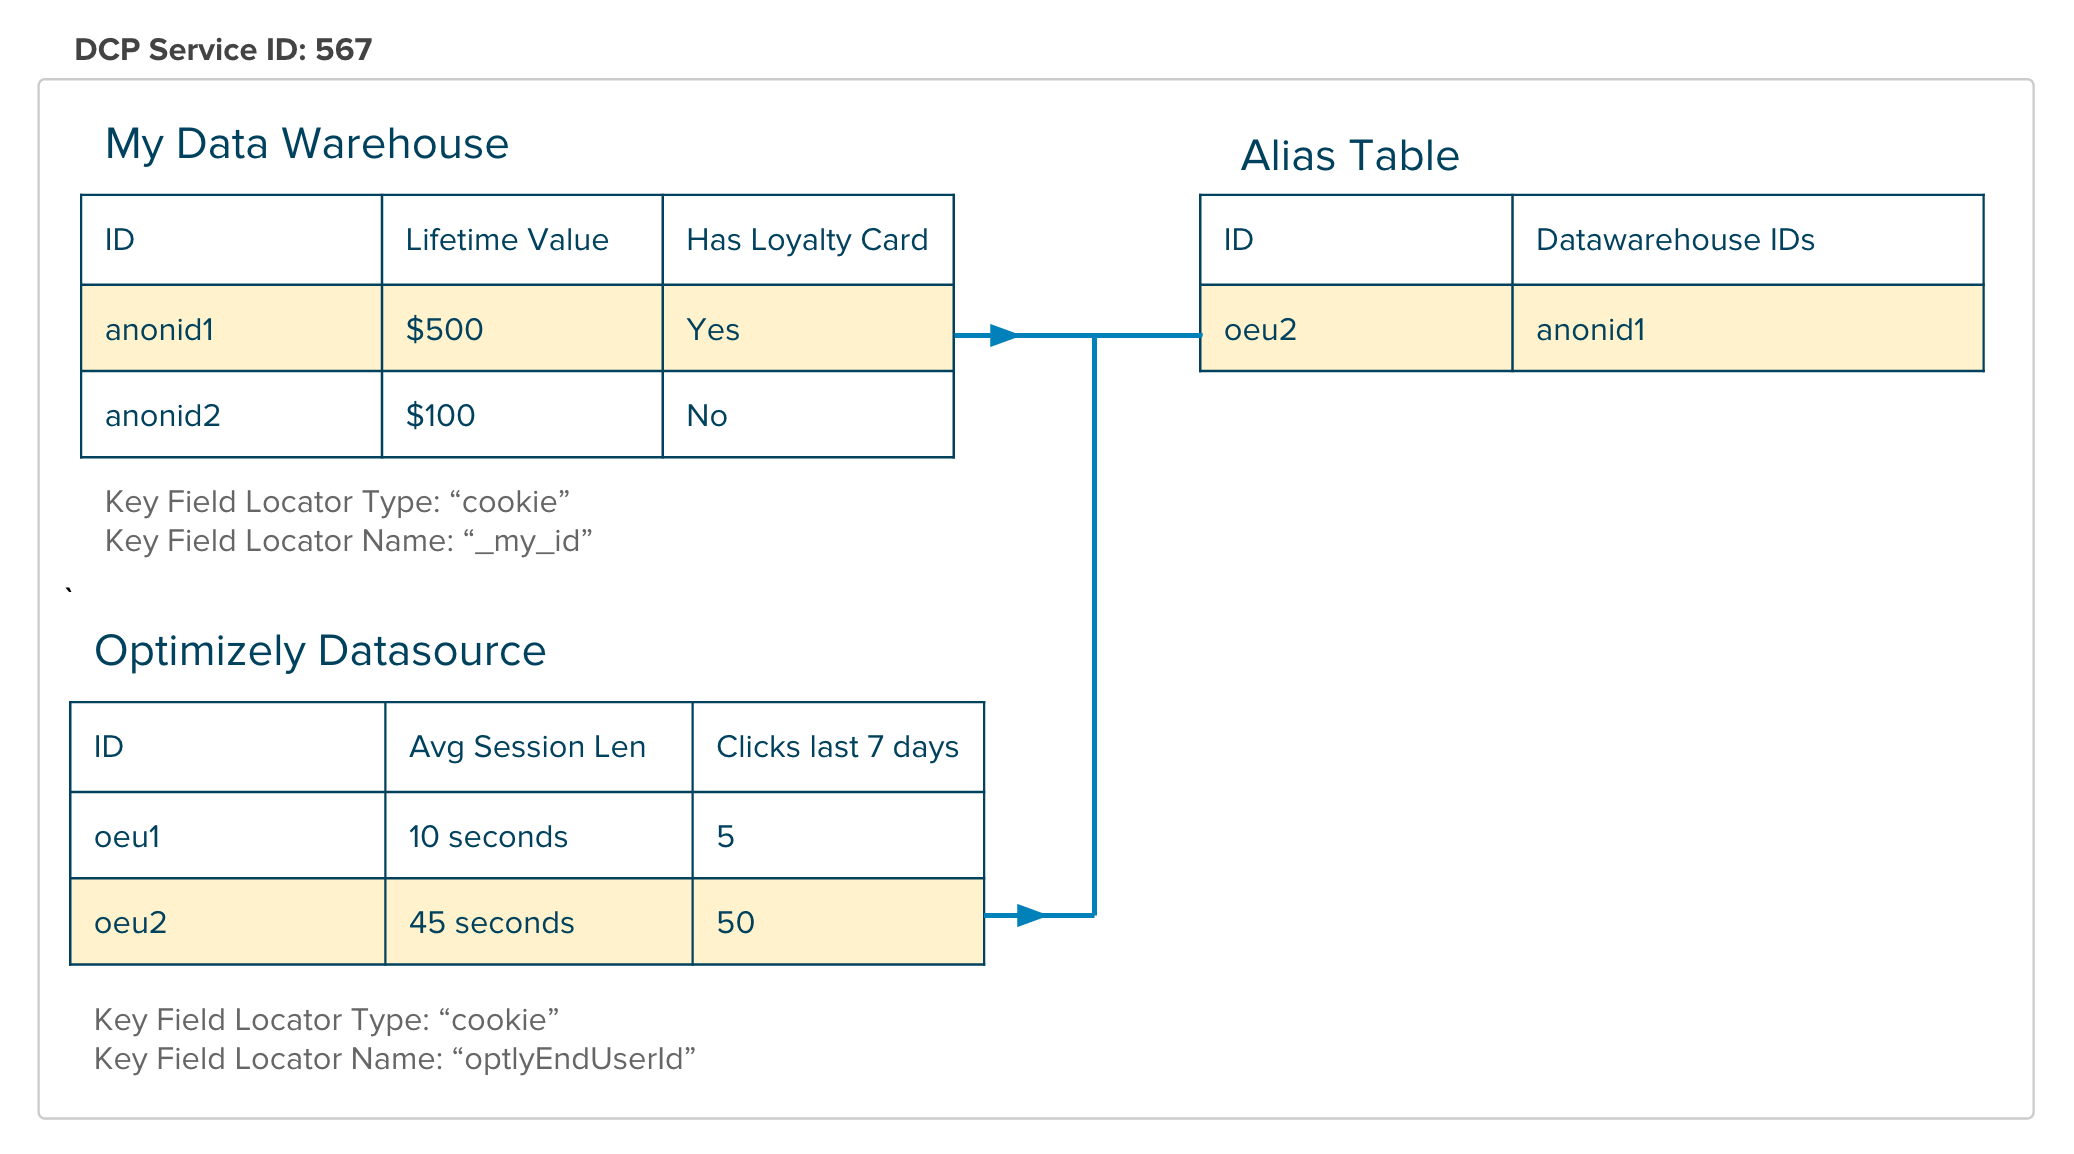 DCP Service ID: 567
My Data Warehouse
ID Lifetime Value Has Loyalty Card
anonid1 $500 Yes
anonid2 $100 No
Key Field Locator Type: “cookie”
Key Field Locator Name: “_my_id”
Alias Table
ID Datawarehouse IDs
oeu2 anonid1
`
Optimizely Datasource
ID Avg Session Len Clicks last 7 days
oeu1 10 seconds 5
oeu2 45 seconds 50
Key Field Locator Type: “cookie”
Key Field Locator Name: “optlyEndUserId”